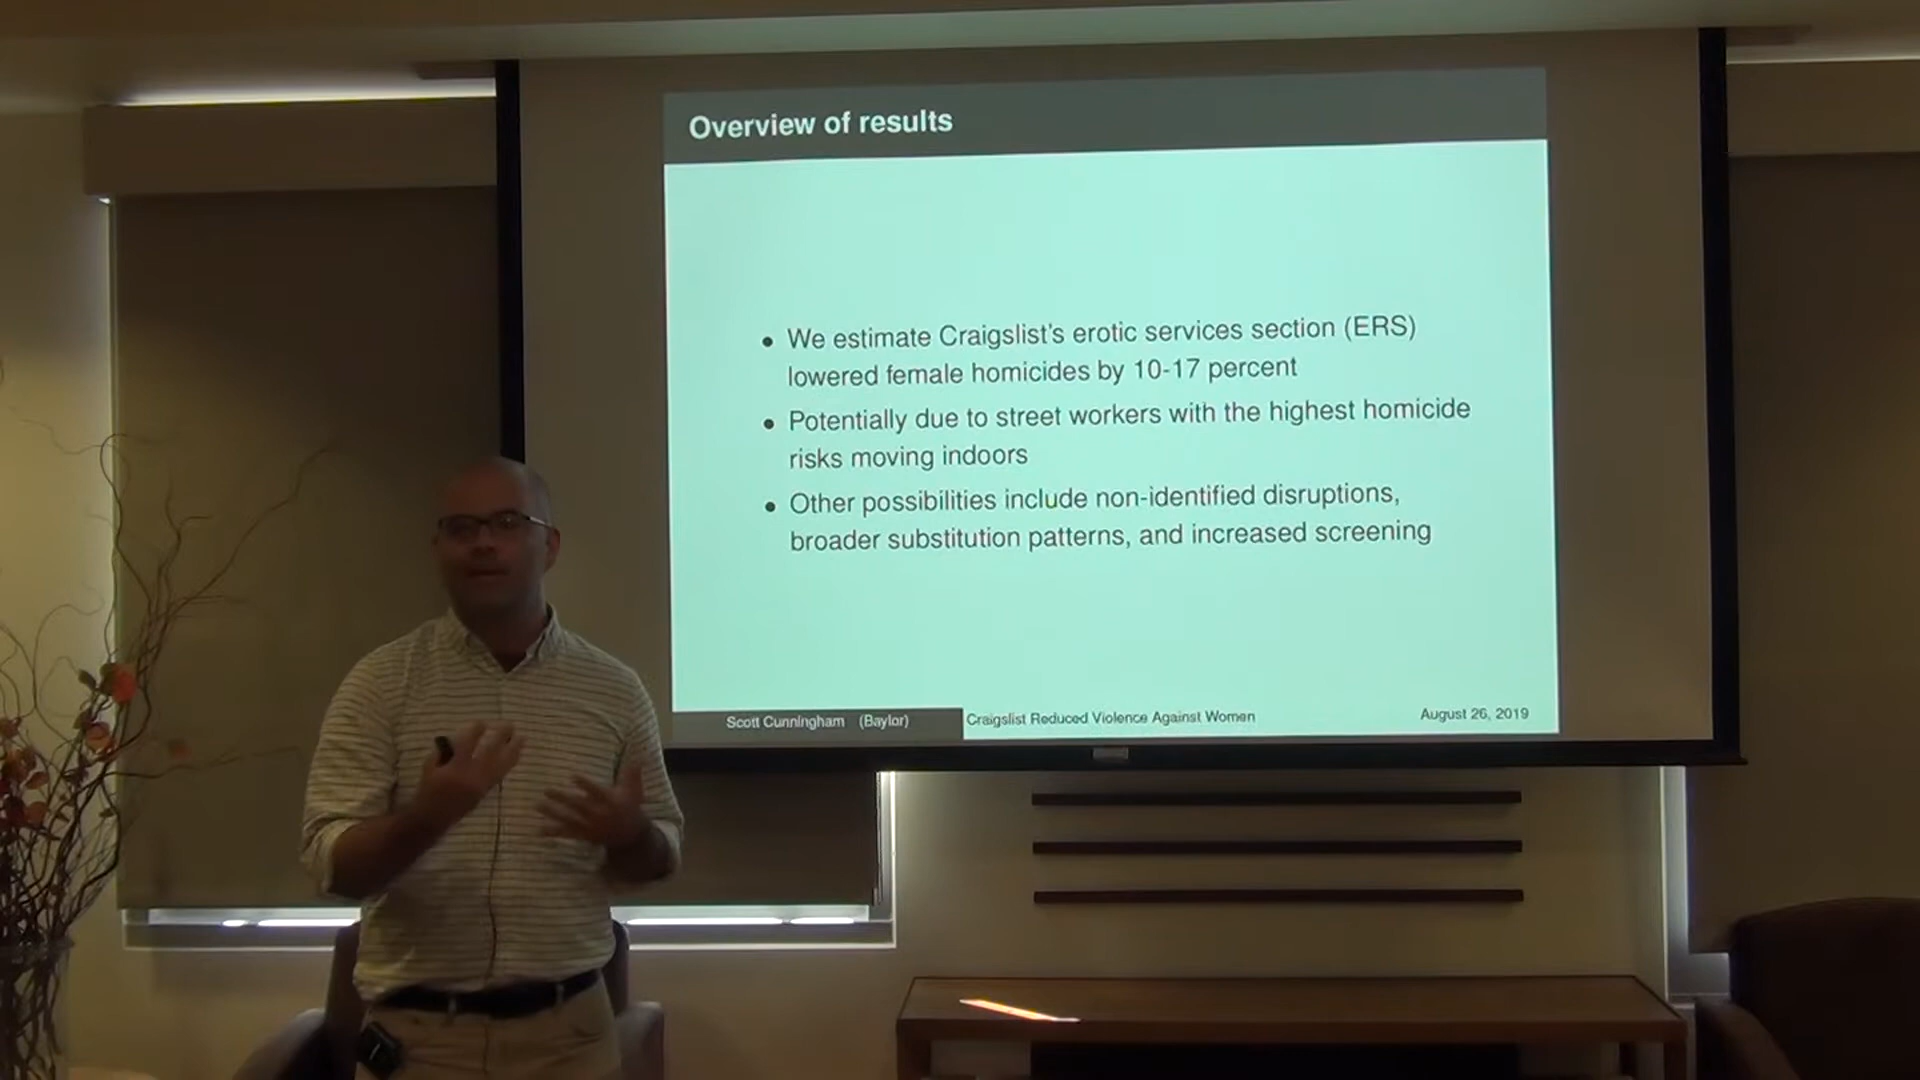 Overview of results
• We estimate Craigslist's erotic services section (ERS)
lowered female homicides by 10-17 percent
• Potentially due to street workers with the highest homicide
risks moving indoors
• Other possibilities include non-identified disruptions,
broader substitution patterns, and increased screening
Scott Cunningham (Baylor) Craigslist Reduced Violence Against Women August 26, 2019